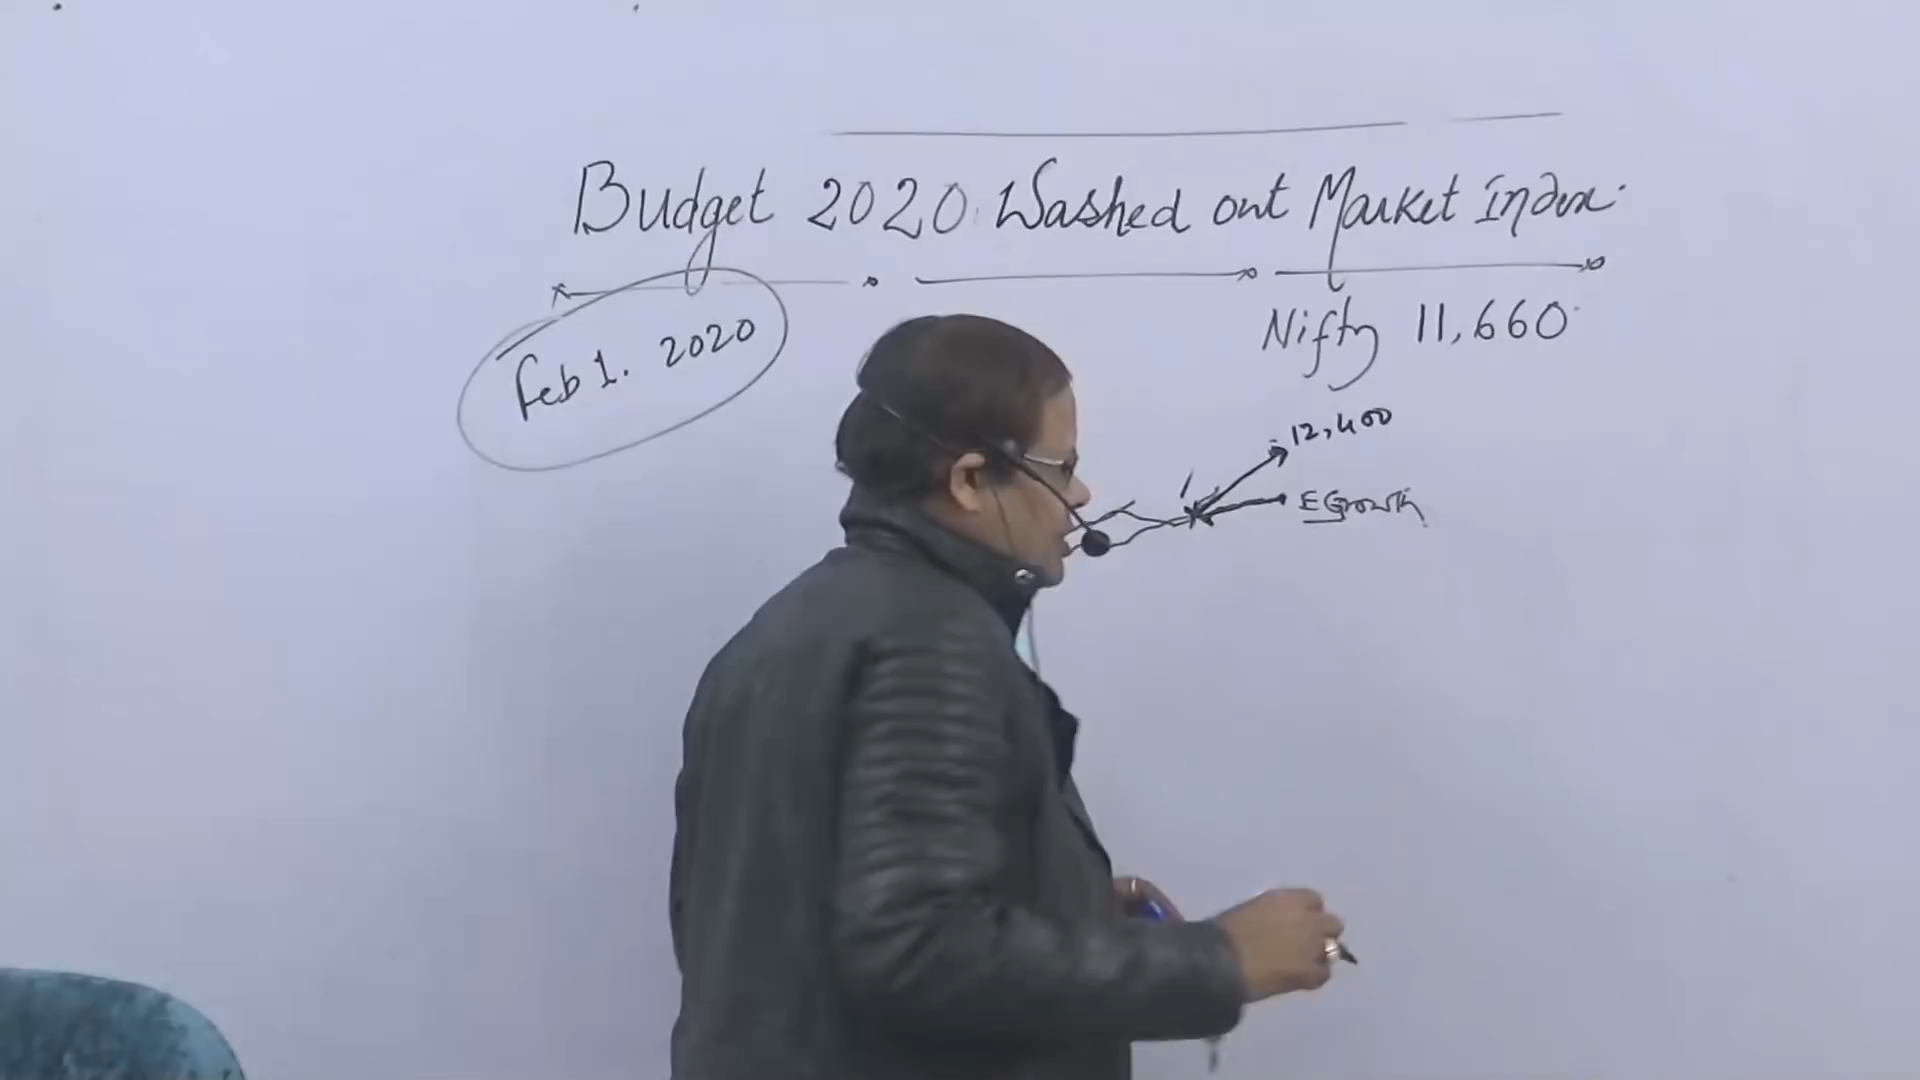 Budget 2020 Washed out Market Index.
Feb 1. 2020
Nifty 11,660
12,400
E Growth